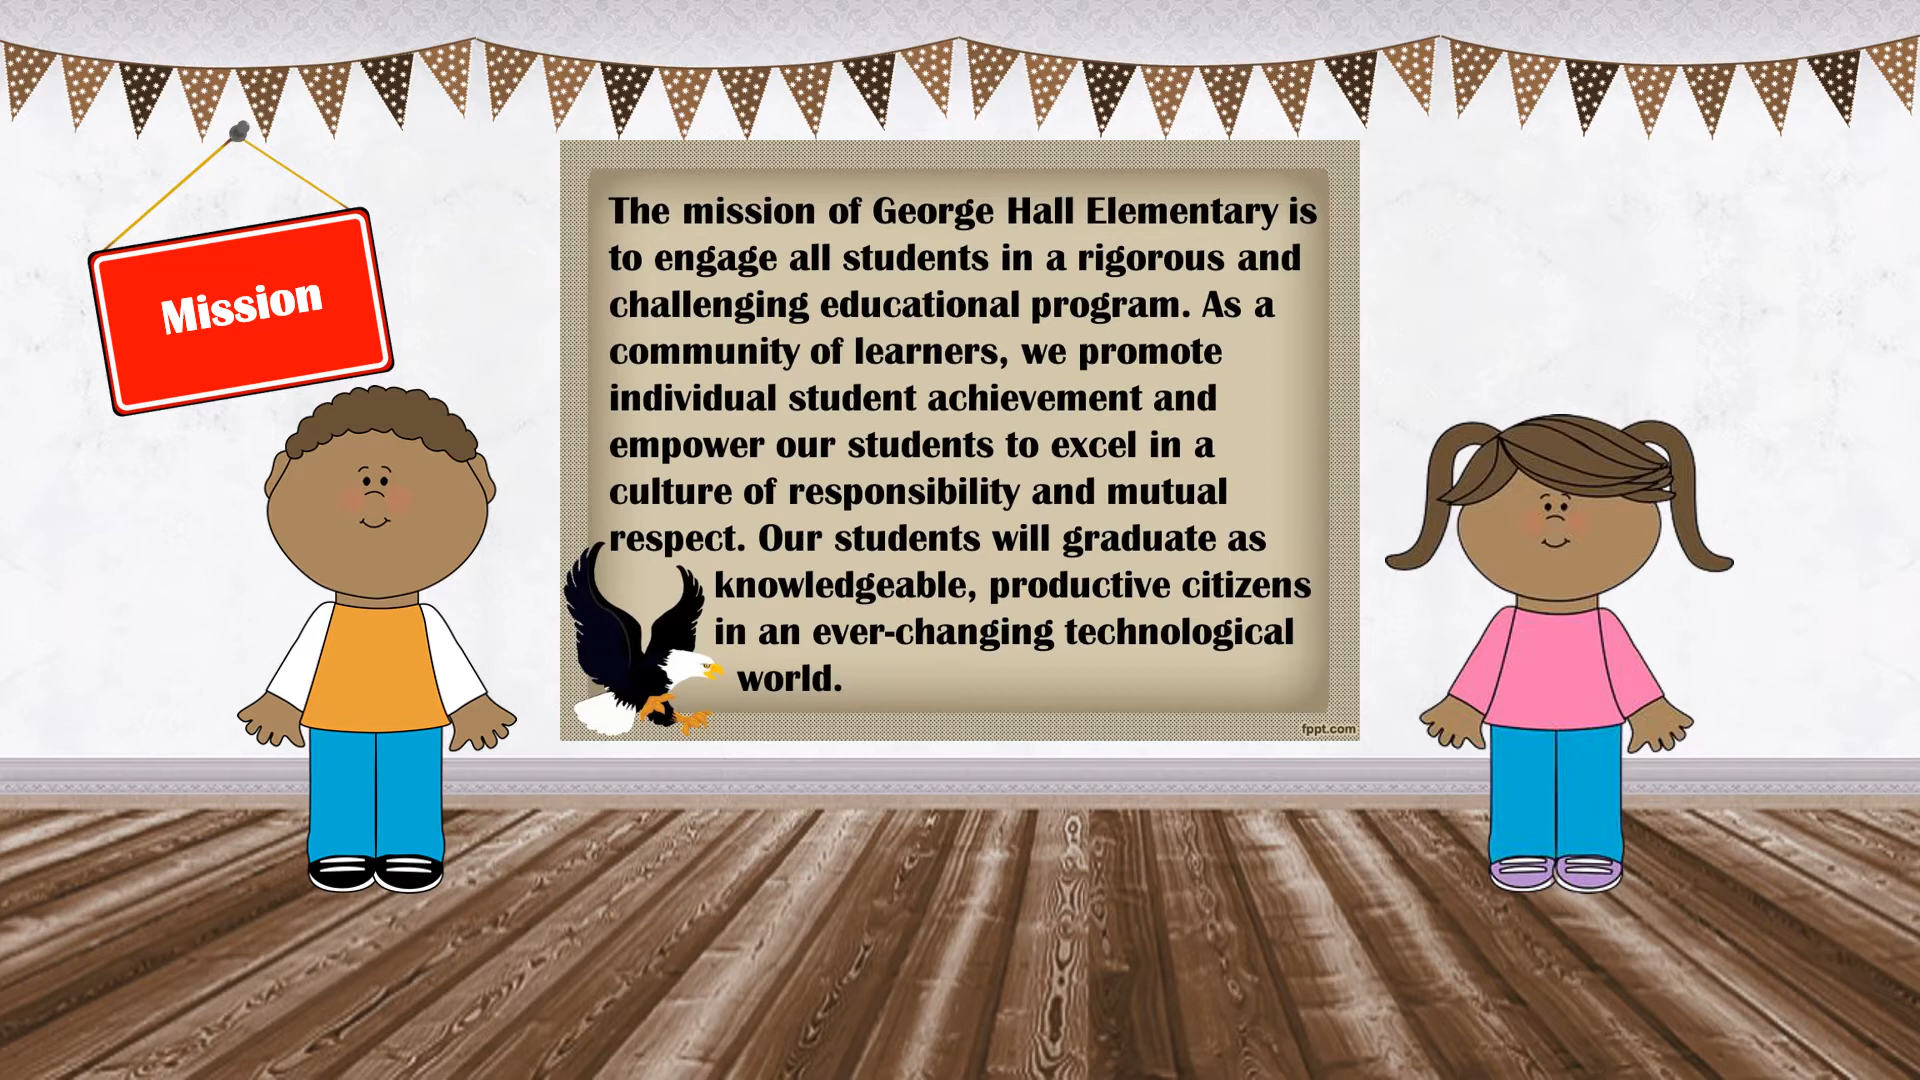 Mission
The mission of George Hall Elementary is
to engage all students in a rigorous and
challenging educational program. As a
community of learners, we promote
individual student achievement and
empower our students to excel in a
culture of responsibility and mutual
respect. Our students will graduate as
knowledgeable, productive citizens
in an ever-changing technological
world.
fppt.com